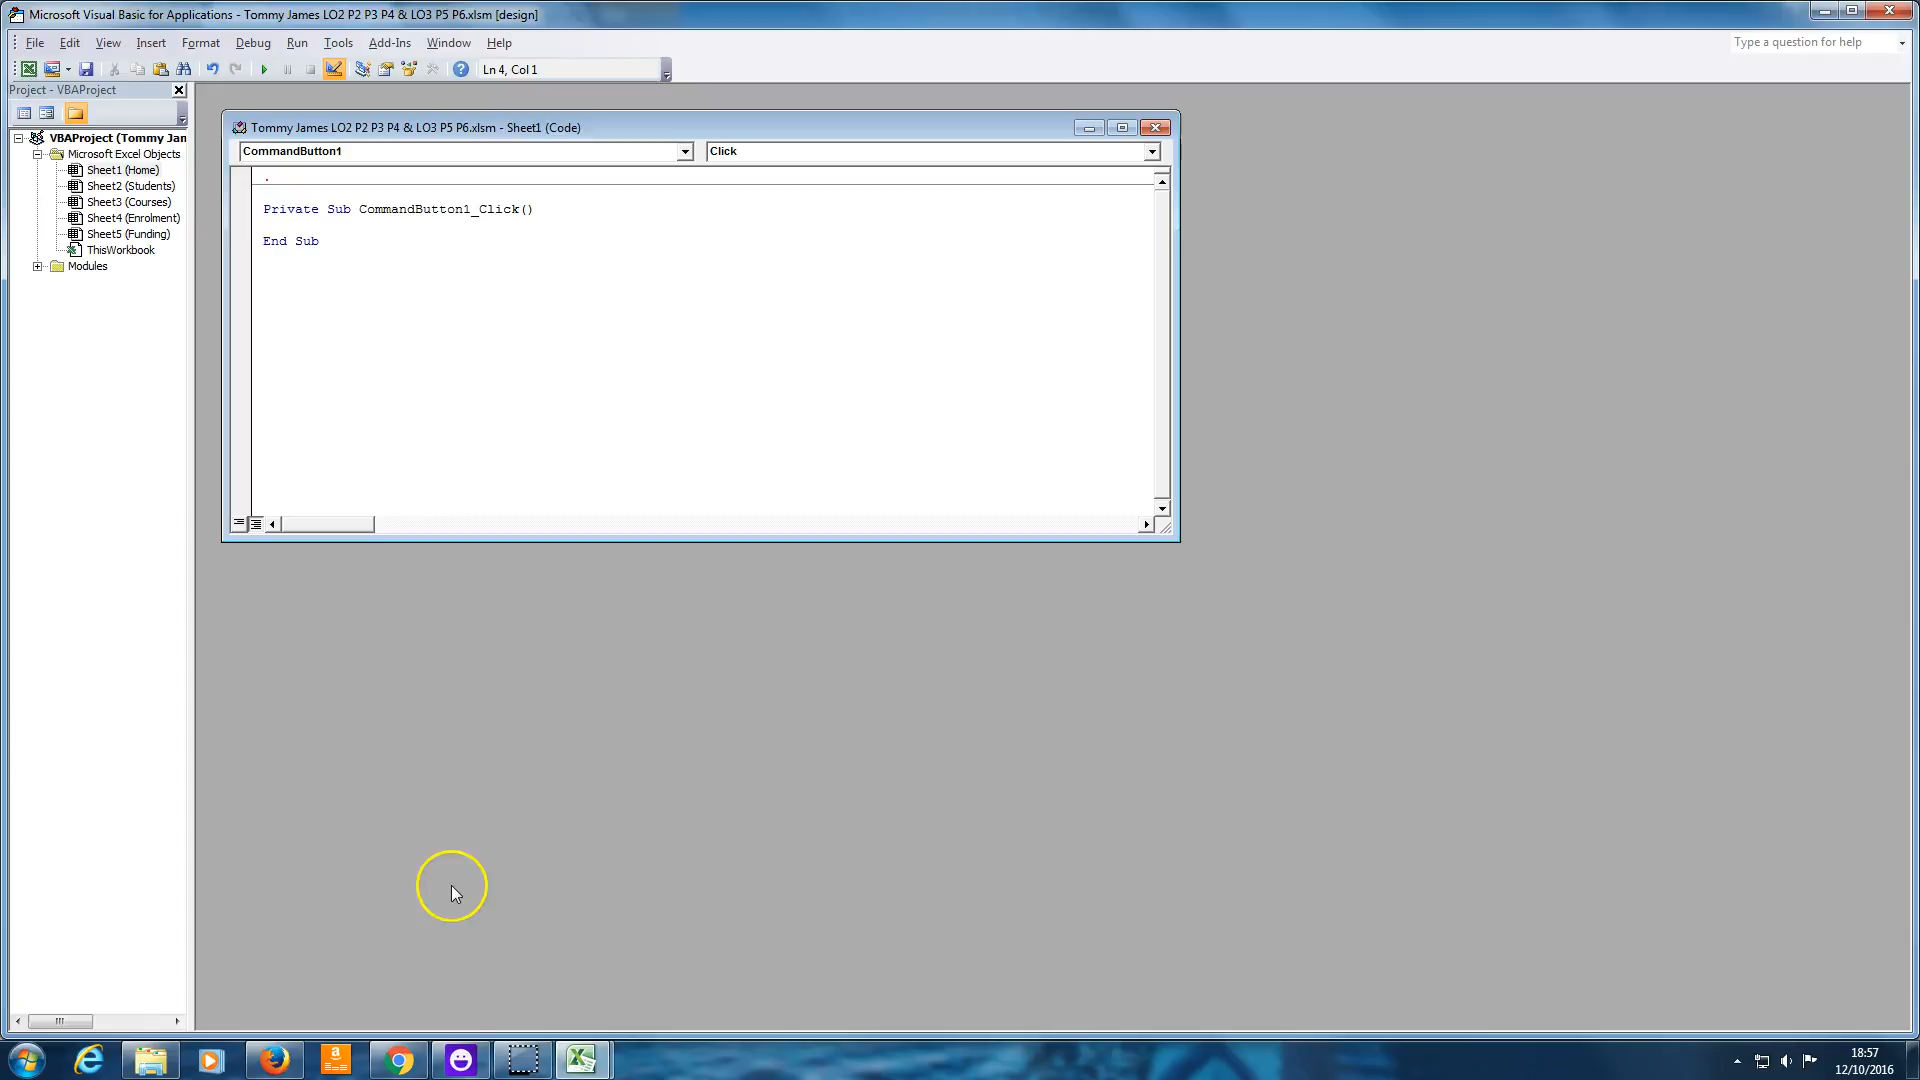 Microsoft Visual Basic for Applications - Tommy James LO2 P2 P3 P4 & LO3 P5 P6.xlsm [design]
File Edit View Insert Format Debug Run Tools Add-Ins Window Help
Type a question for help
Ln 4, Col 1
Project - VBAProject
VBAProject (Tommy Jan
Microsoft Excel Objects
Sheet1 (Home)
Sheet2 (Students)
Sheet3 (Courses)
Sheet4 (Enrolment)
Sheet5 (Funding)
ThisWorkbook
Modules
Tommy James LO2 P2 P3 P4 & LO3 P5 P6.xlsm - Sheet1 (Code)
CommandButton1
Click
.
Private Sub CommandButton1_Click()
End Sub
18:57
12/10/2016